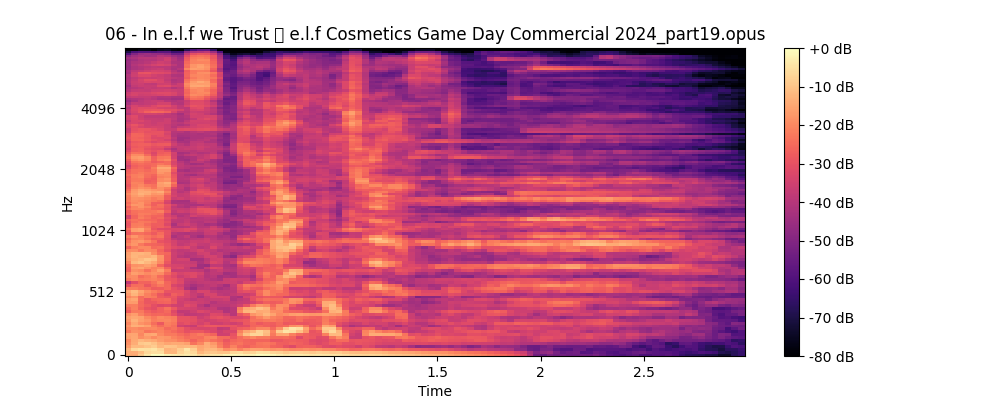 06 - In e.l.f we Trust ▯ e.l.f Cosmetics Game Day Commercial 2024_part19.opus
Hz
4096
2048
1024
512
0
0 0.5 1 1.5 2 2.5
Time
+0 dB
-10 dB
-20 dB
-30 dB
-40 dB
-50 dB
-60 dB
-70 dB
-80 dB